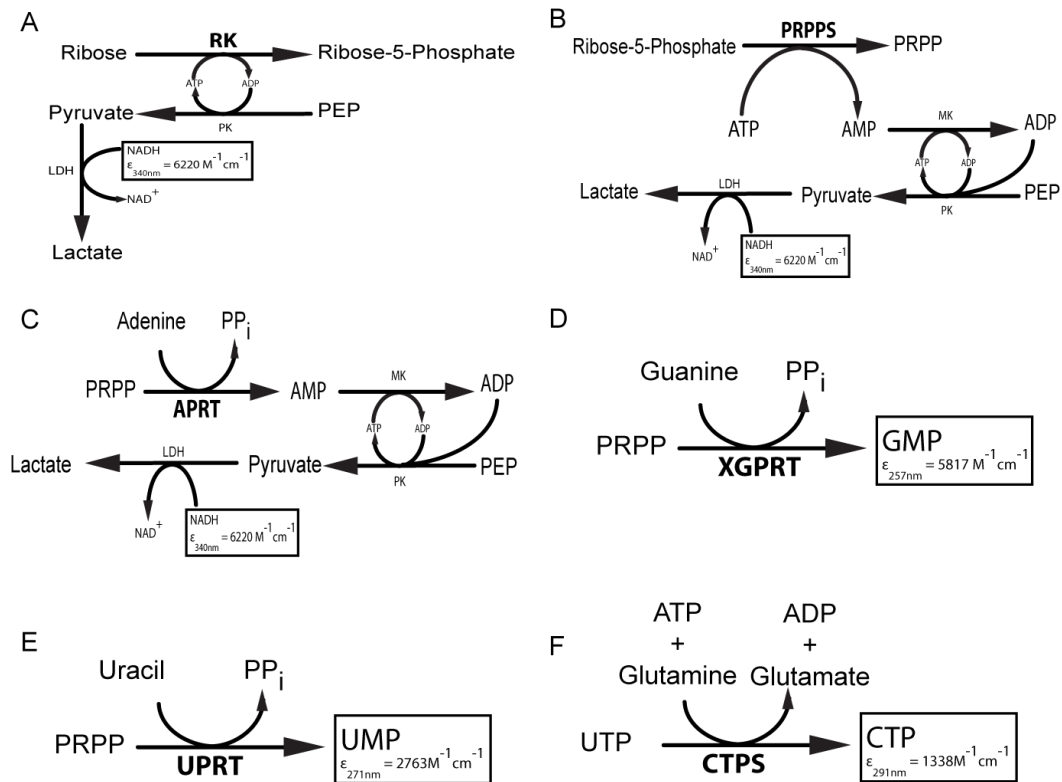 A
Ribose RK Ribose-5-Phosphate
ATP ADP
Pyruvate PK PEP
LDH
NADH
ε340nm = 6220 M-1cm-1
NAD+
Lactate
B
Ribose-5-Phosphate PRPPS PRPP
ATP AMP MK ADP
ATP ADP
Lactate LDH Pyruvate PK PEP
NAD+
NADH
ε340nm = 6220 M-1cm-1
C
Adenine PPi
PRPP APRT AMP MK ADP
ATP ADP
Lactate LDH Pyruvate PK PEP
NAD+
NADH
ε340nm = 6220 M-1cm-1
D
Guanine PPi
PRPP XGPRT GMP
ε257nm = 5817 M-1cm-1
E
Uracil PPi
PRPP UPRT UMP
ε271nm = 2763M-1cm-1
F
ATP ADP
+ +
Glutamine Glutamate
UTP CTPS CTP
ε291nm = 1338M-1cm-1